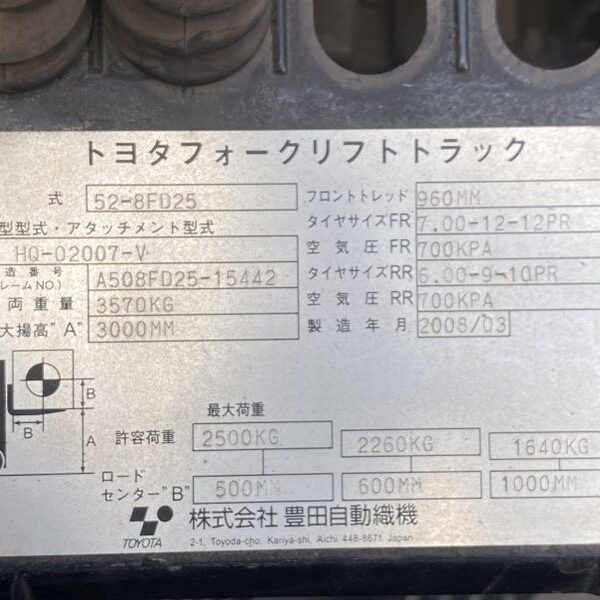 トヨタフォークリフトトラック
式 52-8FD25 フロントトレッド 960MM
型型式・アタッチメント型式 タイヤサイズFR 7.00-12-12PR
HQ-02007-V 空気圧FR 700KPA
造番号 タイヤサイズRR 6.00-9-10PR
レームNO.) A508FD25-15442
両重量 3570KG 空気圧RR 700KPA
大揚高"A" 3000MM 製造年月 2008/03
B
B
A
最大荷重
許容荷重 2500KG 2260KG 1640KG
ロード
センター"B" 500MM 600MM 1000MM
TOYOTA 株式会社 豊田自動織機
2-1, Toyoda-cho, Kariya-shi, Aichi 448-8671 Japan